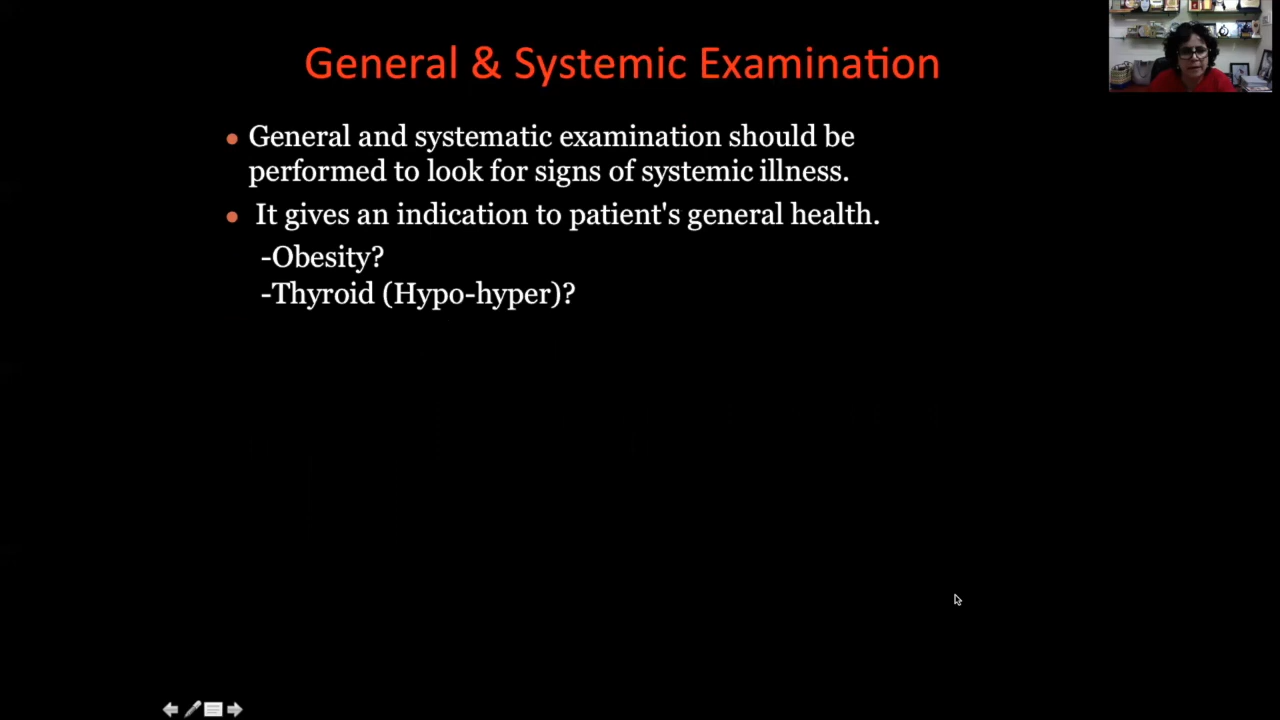 General & Systemic Examination
General and systematic examination should be
performed to look for signs of systemic illness.
It gives an indication to patient's general health.
-Obesity?
-Thyroid (Hypo-hyper)?